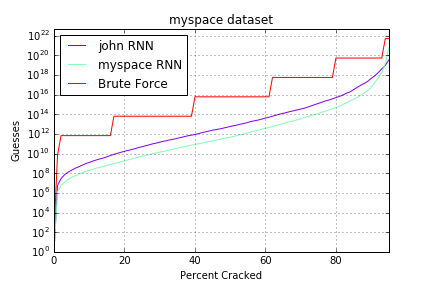 myspace dataset
john RNN
myspace RNN
Brute Force
Guesses
10^22
10^20
10^18
10^16
10^14
10^12
10^10
10^8
10^6
10^4
10^2
10^0
0 20 40 60 80
Percent Cracked